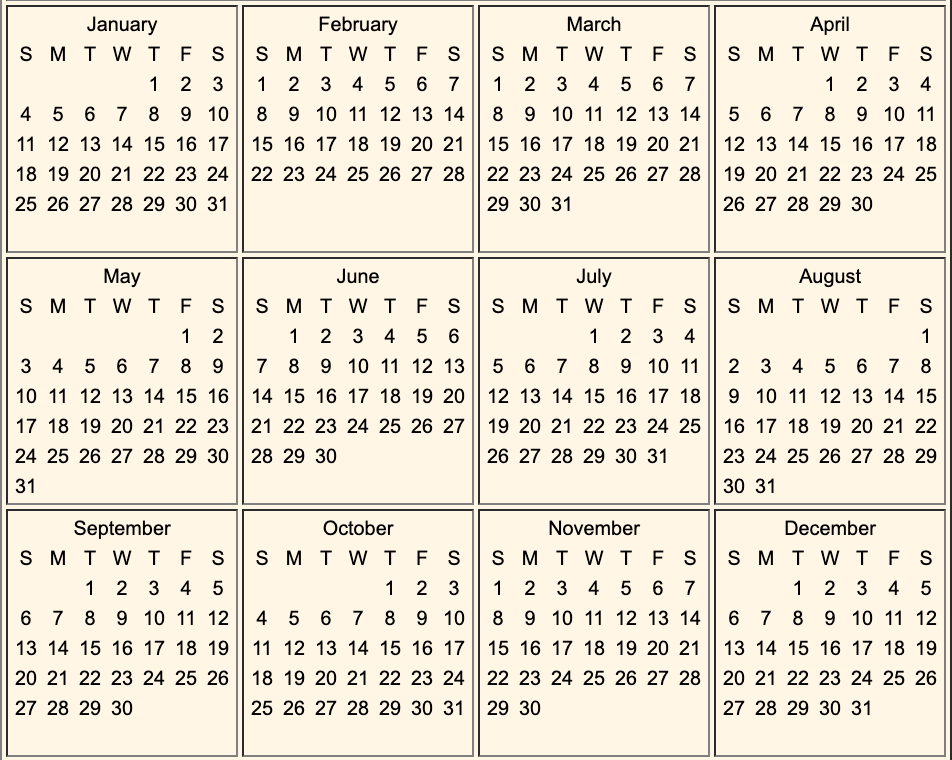 January
S M T W T F S
1 2 3
4 5 6 7 8 9 10
11 12 13 14 15 16 17
18 19 20 21 22 23 24
25 26 27 28 29 30 31
February
S M T W T F S
1 2 3 4 5 6 7
8 9 10 11 12 13 14
15 16 17 18 19 20 21
22 23 24 25 26 27 28
March
S M T W T F S
1 2 3 4 5 6 7
8 9 10 11 12 13 14
15 16 17 18 19 20 21
22 23 24 25 26 27 28
29 30 31
April
S M T W T F S
1 2 3 4
5 6 7 8 9 10 11
12 13 14 15 16 17 18
19 20 21 22 23 24 25
26 27 28 29 30
May
S M T W T F S
1 2
3 4 5 6 7 8 9
10 11 12 13 14 15 16
17 18 19 20 21 22 23
24 25 26 27 28 29 30
31
June
S M T W T F S
1 2 3 4 5 6
7 8 9 10 11 12 13
14 15 16 17 18 19 20
21 22 23 24 25 26 27
28 29 30
July
S M T W T F S
1 2 3 4
5 6 7 8 9 10 11
12 13 14 15 16 17 18
19 20 21 22 23 24 25
26 27 28 29 30 31
August
S M T W T F S
1
2 3 4 5 6 7 8
9 10 11 12 13 14 15
16 17 18 19 20 21 22
23 24 25 26 27 28 29
30 31
September
S M T W T F S
1 2 3 4 5
6 7 8 9 10 11 12
13 14 15 16 17 18 19
20 21 22 23 24 25 26
27 28 29 30
October
S M T W T F S
1 2 3
4 5 6 7 8 9 10
11 12 13 14 15 16 17
18 19 20 21 22 23 24
25 26 27 28 29 30 31
November
S M T W T F S
1 2 3 4 5 6 7
8 9 10 11 12 13 14
15 16 17 18 19 20 21
22 23 24 25 26 27 28
29 30
December
S M T W T F S
1 2 3 4 5
6 7 8 9 10 11 12
13 14 15 16 17 18 19
20 21 22 23 24 25 26
27 28 29 30 31